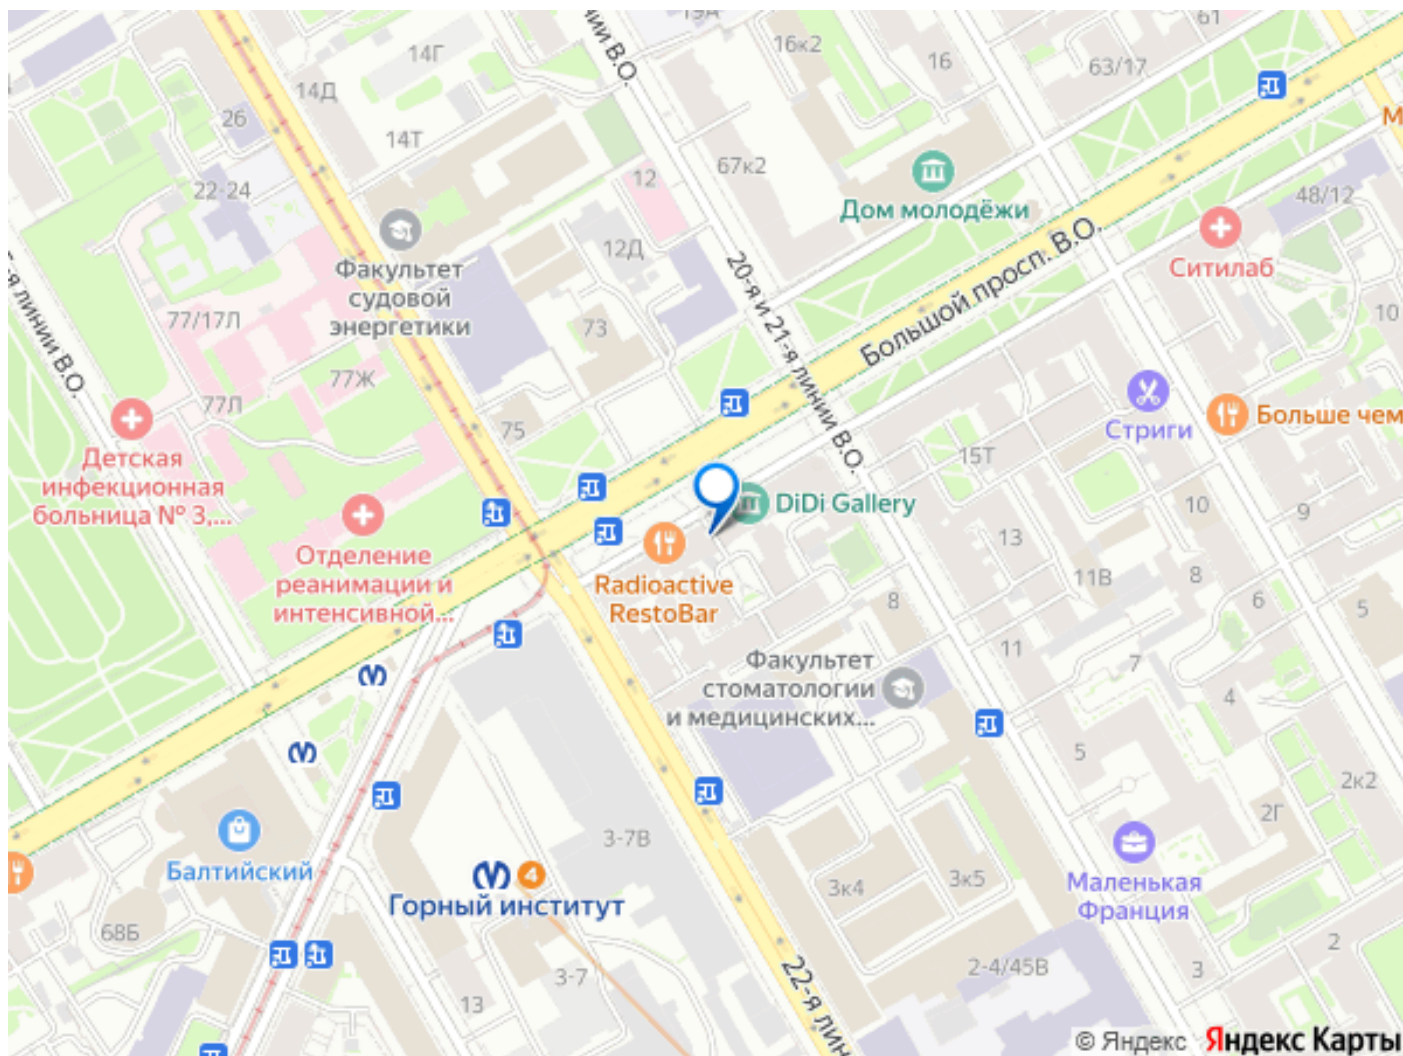 19Д
61
14Г
16к2
16
63/17
14Д
26
14Т
67к2
12
22-24
Дом молодёжи
48/12
Факультет
судовой
энергетики
12Д
Ситилаб
20-я и 21-я линии В.О.
Большой просп. В.О.
линии В.О.
я линии В.О.
77/17Л
73
10
77Ж
77Л
75
Стриги
Больше чем
Детская
инфекционная
больница № 3,...
15Т
DiDi Gallery
10
9
Отделение
реанимации и
интенсивной...
Radioactive
RestoBar
13
11В
8
8
6
5
11
7
Факультет
стоматологии
и медицинских...
4
5
2к2
2Г
3-7В
Балтийский
4
Горный институт
3к4
3к5
Маленькая
Франция
68Б
3-7
13
2-4/45В
2
3
22-я лин
© Яндекс Яндекс Карты